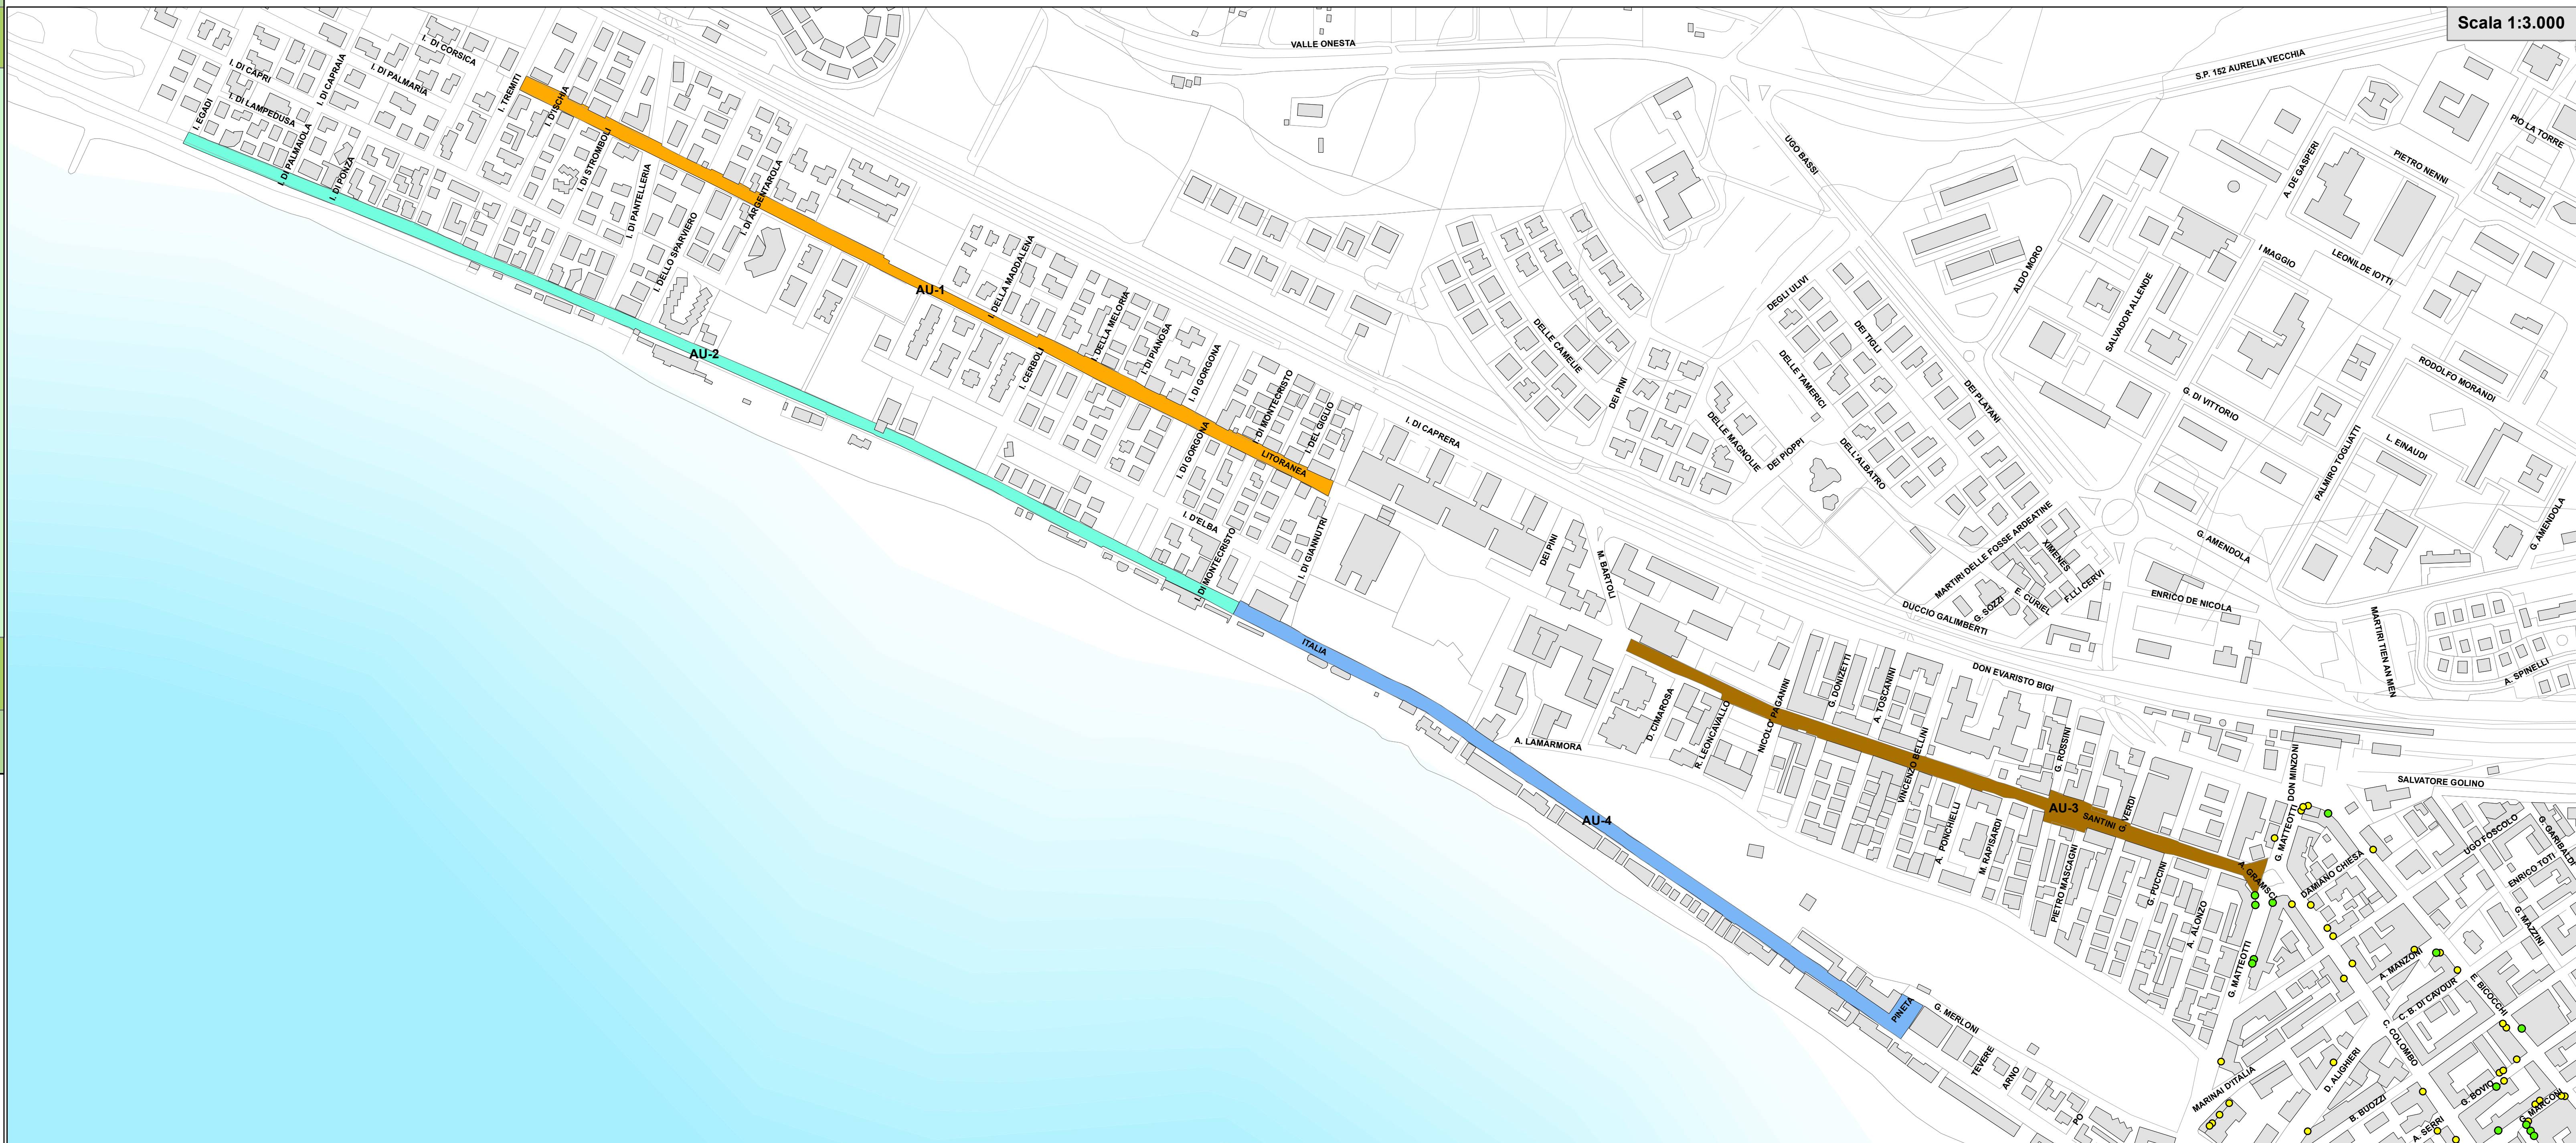 Scala 1:3.000
VALLE ONESTA
S.P. 152 AURELIA VECCHIA
I. DI CORSICA
I. DI CAPRI
I. DI CAPRAIA
I. DI PALMARIA
I. TREMITI
I. D'ISCHIA
I. EGADI
I. DI LAMPEDUSA
I. DI PALMAIOLA
I. DI PONZA
I. DI STROMBOLI
I. DI PANTELLERIA
I. DELLO SPARVIERO
I. DI ARGENTAROLA
UGO BASSI
A. DE GASPERI
PIETRO NENNI
PIO LA TORRE
I MAGGIO
LEONILDE IOTTI
ALDO MORO
SALVADOR ALLENDE
AU-1
AU-2
I. DELLA MADDALENA
I. DELLA MELORIA
I. DI PIANOSA
I. CERBOLI
I. DI GORGONA
I. DI GORGONA
I. DI MONTECRISTO
I. DEL GIGLIO
LITORANEA
I. DI CAPRERA
DELLE CAMELIE
DEI PINI
DEGLI ULIVI
DEI TIGLI
DELLE TAMERICI
DEI PLATANI
DELLE MAGNOLIE
DEI PIOPPI
DELL'ALBATRO
G. DI VITTORIO
RODOLFO MORANDI
L. EINAUDI
PALMIRO TOGLIATTI
G. AMENDOLA
G. AMENDOLA
I. D'ELBA
I. DI MONTECRISTO
I. DI GIANNUTRI
DEI PINI
M. BARTOLI
MARTIRI DELLE FOSSE ARDEATINE
XIMENES
G. SOZZI
E. CURIEL
F.LLI CERVI
DUCCIO GALIMBERTI
ENRICO DE NICOLA
MARTIRI TIEN AN MEN
A. SPINELLI
ITALIA
DON EVARISTO BIGI
A. LAMARMORA
D. CIMAROSA
R. LEONCAVALLO
NICOLO' PAGANINI
G. DONIZETTI
A. TOSCANINI
VINCENZO BELLINI
G. ROSSINI
DON MINZONI
SALVATORE GOLINO
AU-3
SANTINI
G. VERDI
AU-4
A. PONCHIELLI
M. RAPISARDI
PIETRO MASCAGNI
G. PUCCINI
A. ALONZO
G. MATTEOTTI
A. GRAMSCI
DAMIANO CHIESA
UGO FOSCOLO
G. GARIBALDI
ENRICO TOTI
G. MAZZINI
G. MATTEOTTI
A. MANZONI
C. B. DI CAVOUR
E. BICOCCHI
C. COLOMBO
PINETA
G. MERLONI
TEVERE
ARNO
PO
MARINAI D'ITALIA
D. ALIGHIERI
B. BUOZZI
G. BOVIO
G. MARCONI
A. SERRI